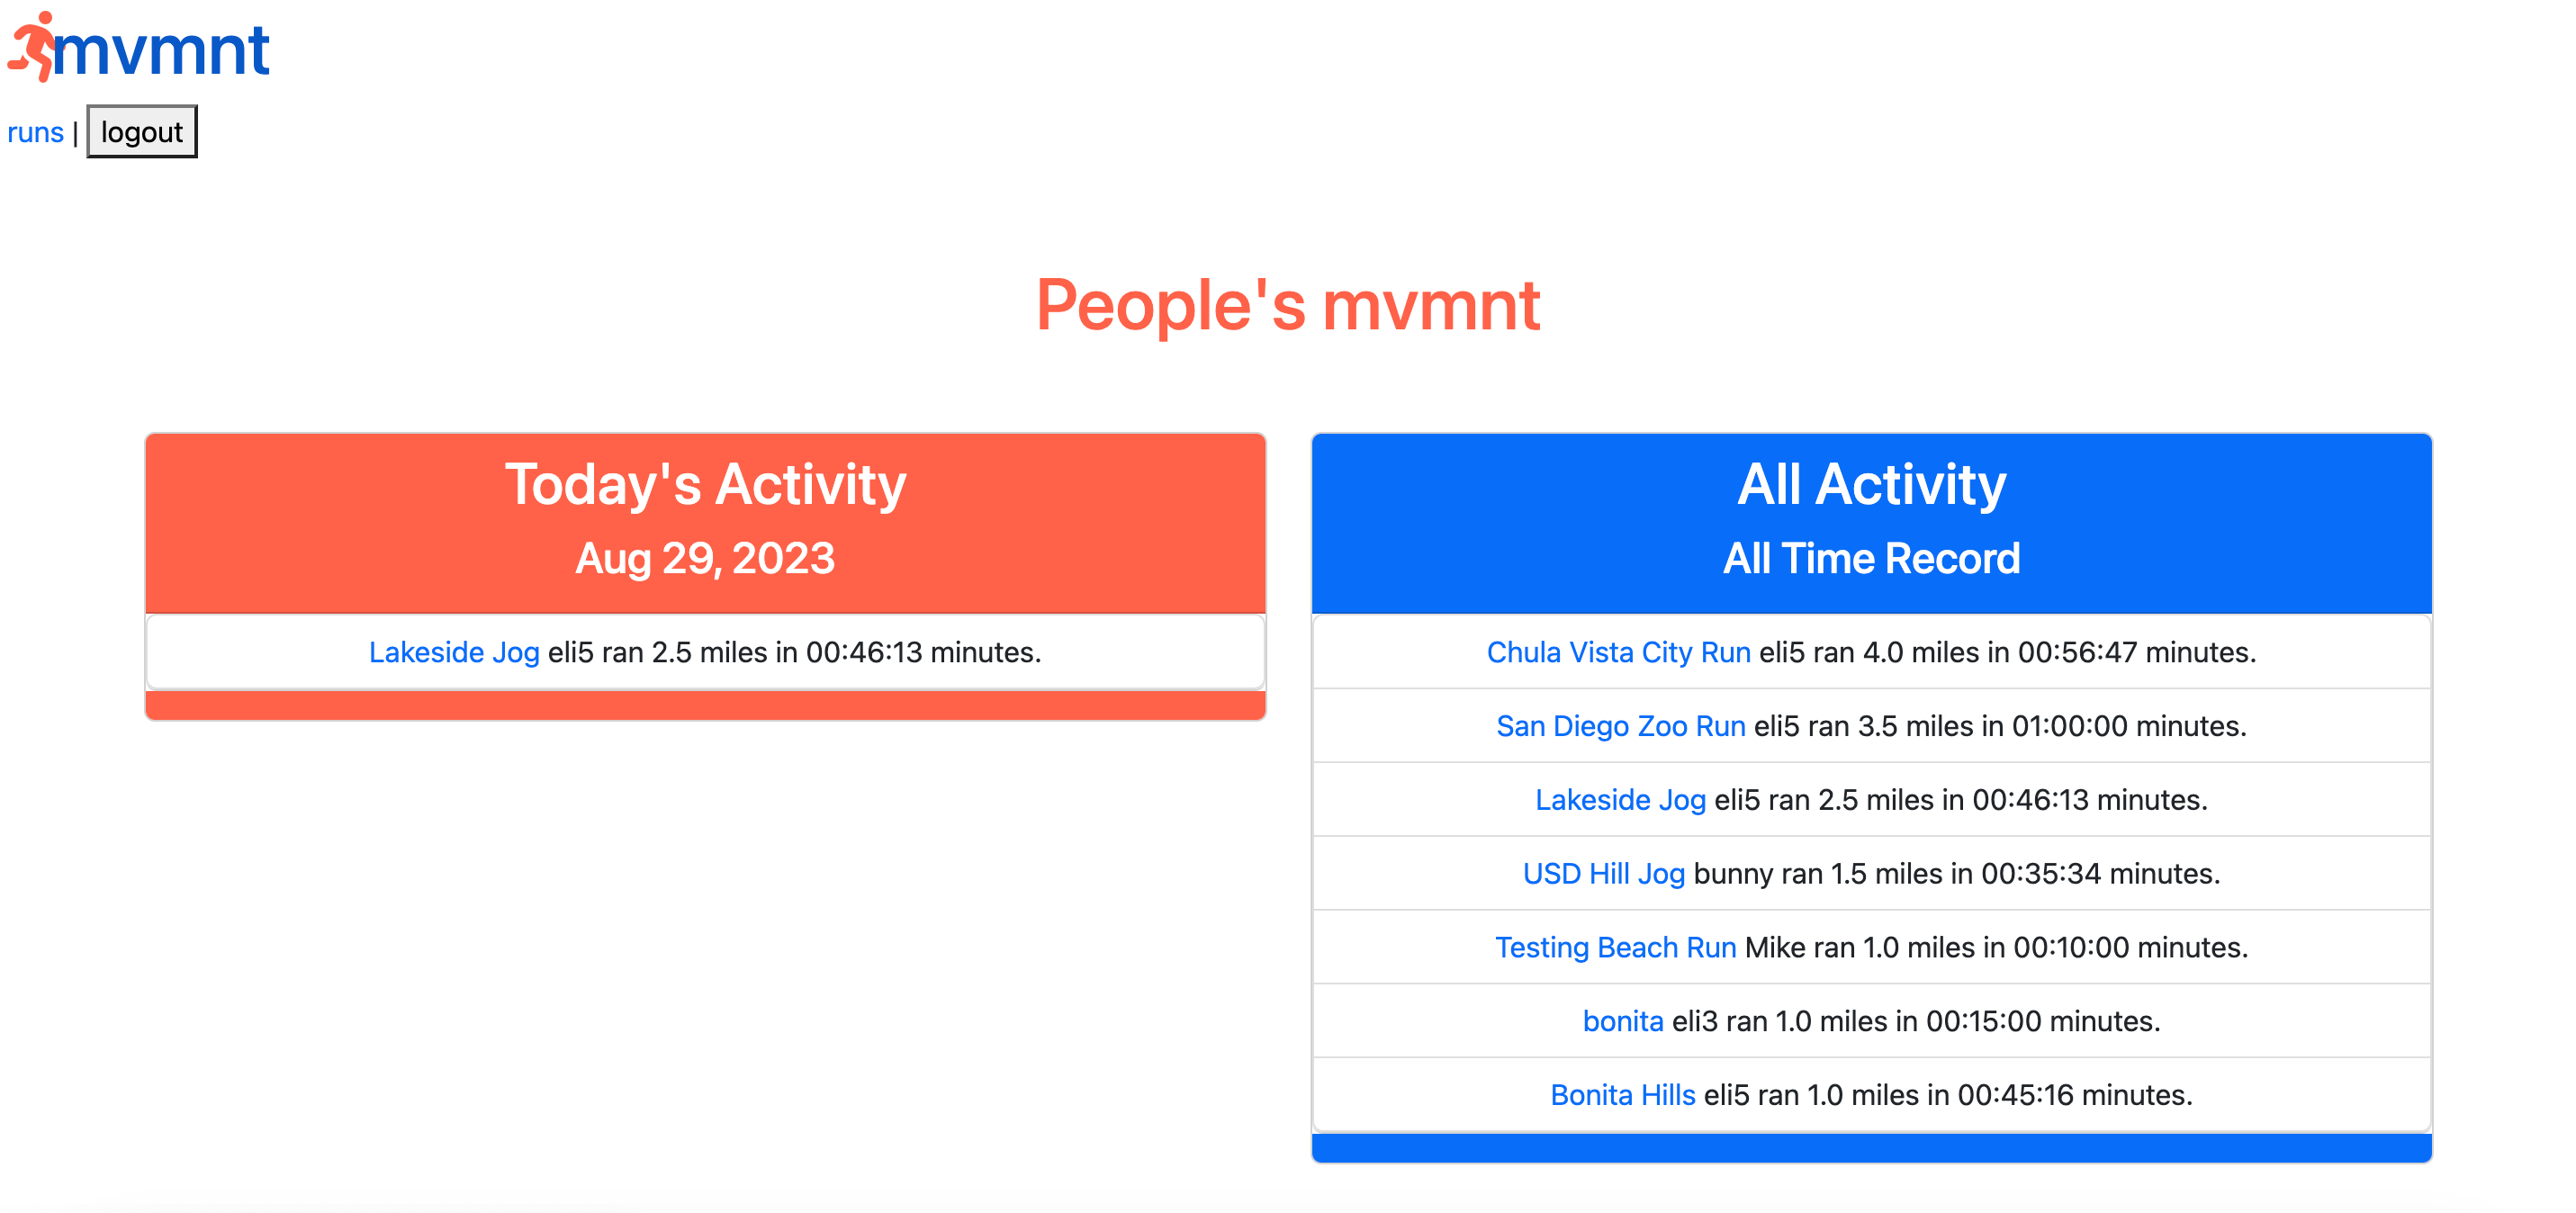 mvmnt
runs | logout
People's mvmnt
Today's Activity
Aug 29, 2023
Lakeside Jog eli5 ran 2.5 miles in 00:46:13 minutes.
All Activity
All Time Record
Chula Vista City Run eli5 ran 4.0 miles in 00:56:47 minutes.
San Diego Zoo Run eli5 ran 3.5 miles in 01:00:00 minutes.
Lakeside Jog eli5 ran 2.5 miles in 00:46:13 minutes.
USD Hill Jog bunny ran 1.5 miles in 00:35:34 minutes.
Testing Beach Run Mike ran 1.0 miles in 00:10:00 minutes.
bonita eli3 ran 1.0 miles in 00:15:00 minutes.
Bonita Hills eli5 ran 1.0 miles in 00:45:16 minutes.